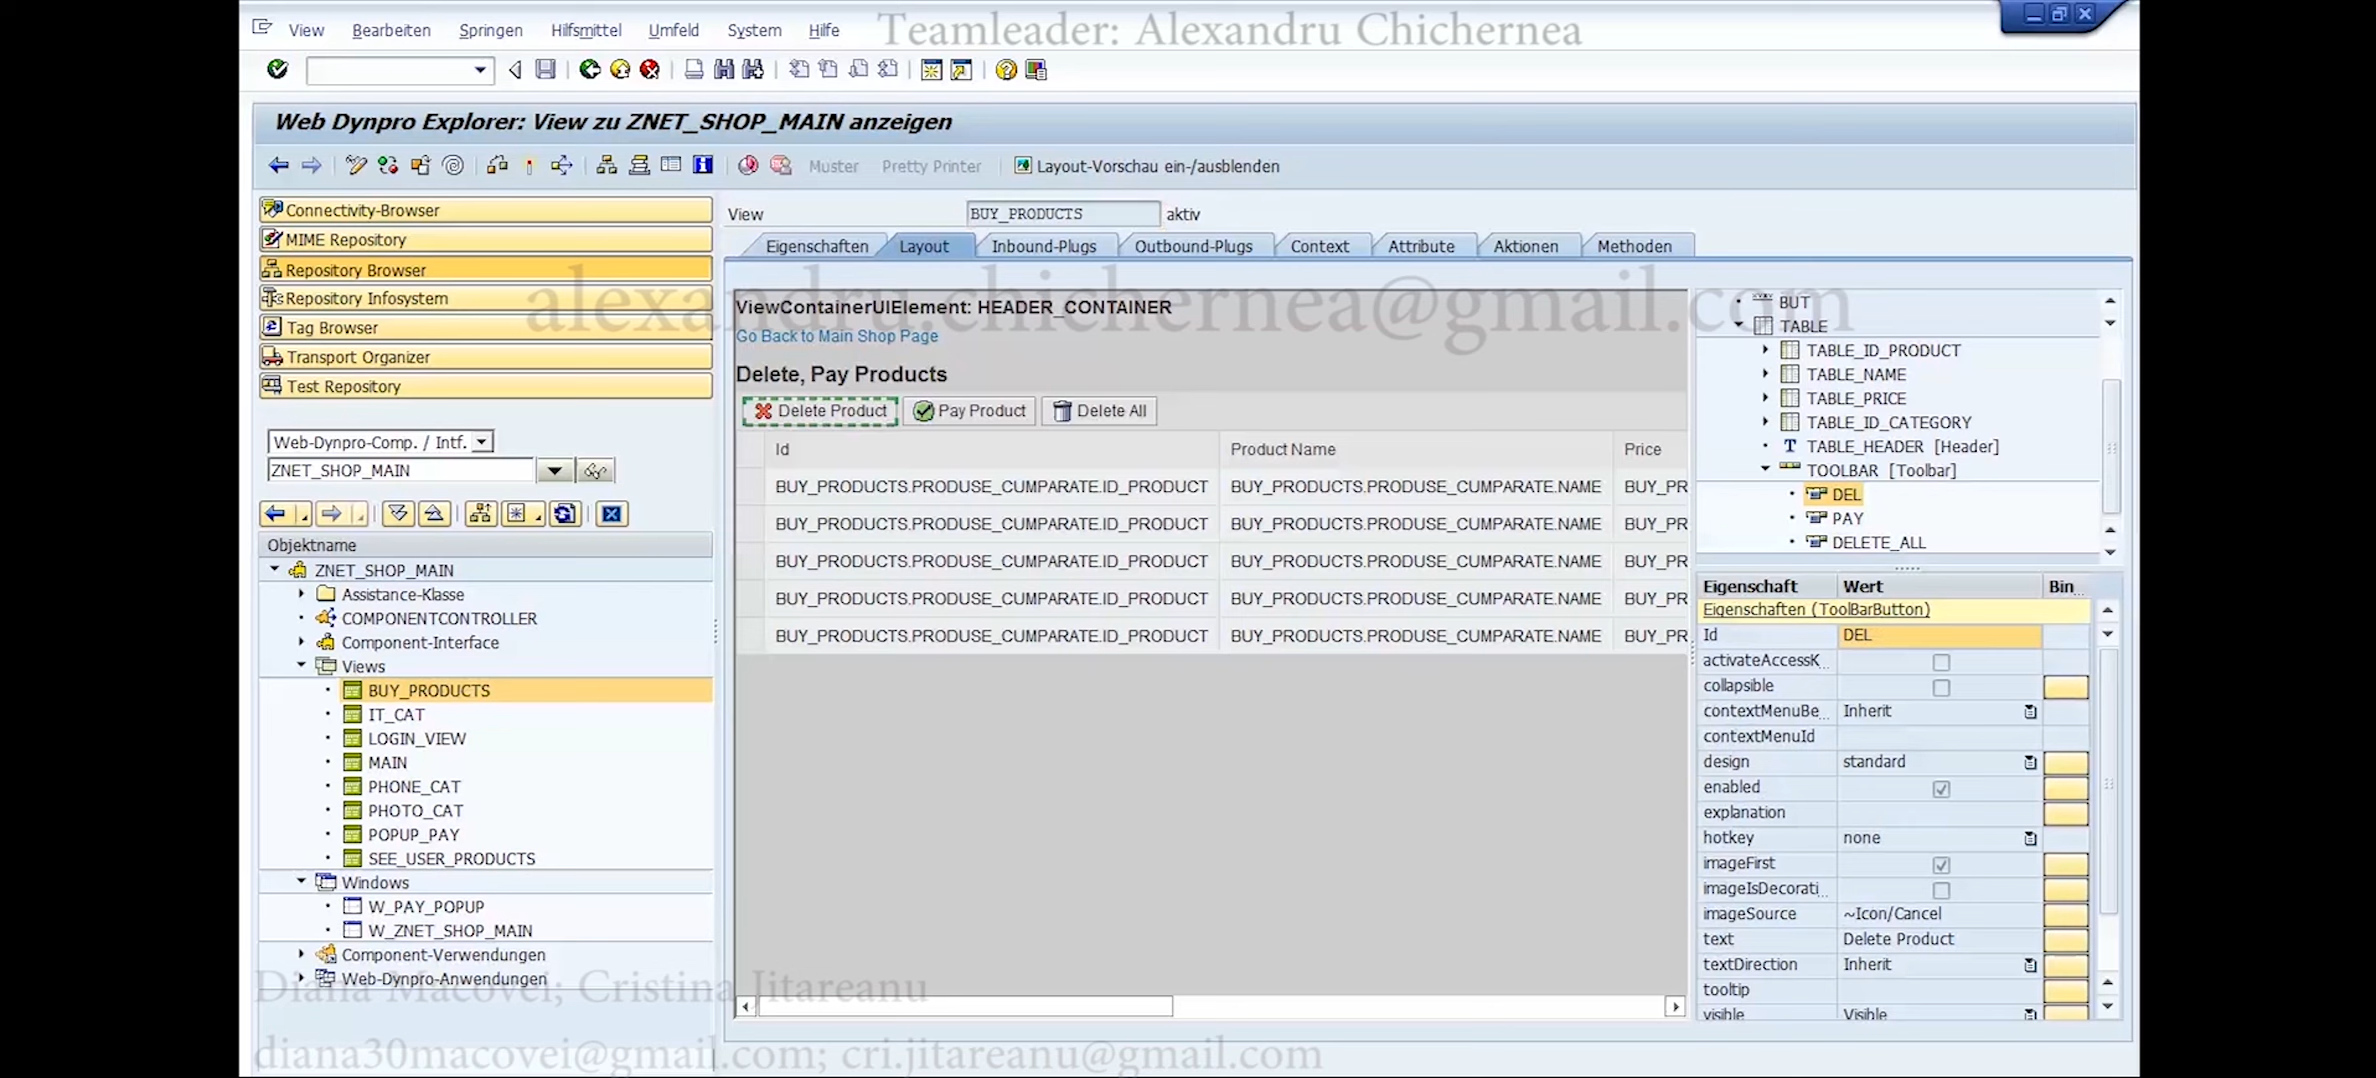 View Bearbeiten Springen Hilfsmittel Umfeld System Hilfe
Teamleader: Alexandru Chichernea
Web Dynpro Explorer: View zu ZNET_SHOP_MAIN anzeigen
Muster Pretty Printer Layout-Vorschau ein-/ausblenden
Connectivity-Browser
MIME Repository
Repository Browser
Repository Infosystem
Tag Browser
Transport Organizer
Test Repository
Web-Dynpro-Comp. / Intf.
ZNET_SHOP_MAIN
Objektname
ZNET_SHOP_MAIN
Assistance-Klasse
COMPONENTCONTROLLER
Component-Interface
Views
BUY_PRODUCTS
IT_CAT
LOGIN_VIEW
MAIN
PHONE_CAT
PHOTO_CAT
POPUP_PAY
SEE_USER_PRODUCTS
Windows
W_PAY_POPUP
W_ZNET_SHOP_MAIN
Component-Verwendungen
Web-Dynpro-Anwendungen
View BUY_PRODUCTS aktiv
Eigenschaften Layout Inbound-Plugs Outbound-Plugs Context Attribute Aktionen Methoden
alexandru.chichernea@gmail.com
ViewContainerUIElement: HEADER_CONTAINER
Go Back to Main Shop Page
Delete, Pay Products
Delete Product Pay Product Delete All
Id Product Name Price
BUY_PRODUCTS.PRODUSE_CUMPARATE.ID_PRODUCT BUY_PRODUCTS.PRODUSE_CUMPARATE.NAME BUY_PR
BUY_PRODUCTS.PRODUSE_CUMPARATE.ID_PRODUCT BUY_PRODUCTS.PRODUSE_CUMPARATE.NAME BUY_PR
BUY_PRODUCTS.PRODUSE_CUMPARATE.ID_PRODUCT BUY_PRODUCTS.PRODUSE_CUMPARATE.NAME BUY_PR
BUY_PRODUCTS.PRODUSE_CUMPARATE.ID_PRODUCT BUY_PRODUCTS.PRODUSE_CUMPARATE.NAME BUY_PR
BUY_PRODUCTS.PRODUSE_CUMPARATE.ID_PRODUCT BUY_PRODUCTS.PRODUSE_CUMPARATE.NAME BUY_PR
BUT
TABLE
TABLE_ID_PRODUCT
TABLE_NAME
TABLE_PRICE
TABLE_ID_CATEGORY
TABLE_HEADER [Header]
TOOLBAR [Toolbar]
DEL
PAY
DELETE_ALL
Eigenschaft Wert Bin...
Eigenschaften (ToolBarButton)
Id DEL
activateAccessK...
collapsible
contextMenuBe... Inherit
contextMenuId
design standard
enabled
explanation
hotkey none
imageFirst
imageIsDecorati...
imageSource ~Icon/Cancel
text Delete Product
textDirection Inherit
tooltip
visible Visible
Diana Macovei; Cristina Jitareanu
diana30macovei@gmail.com; cri.jitareanu@gmail.com